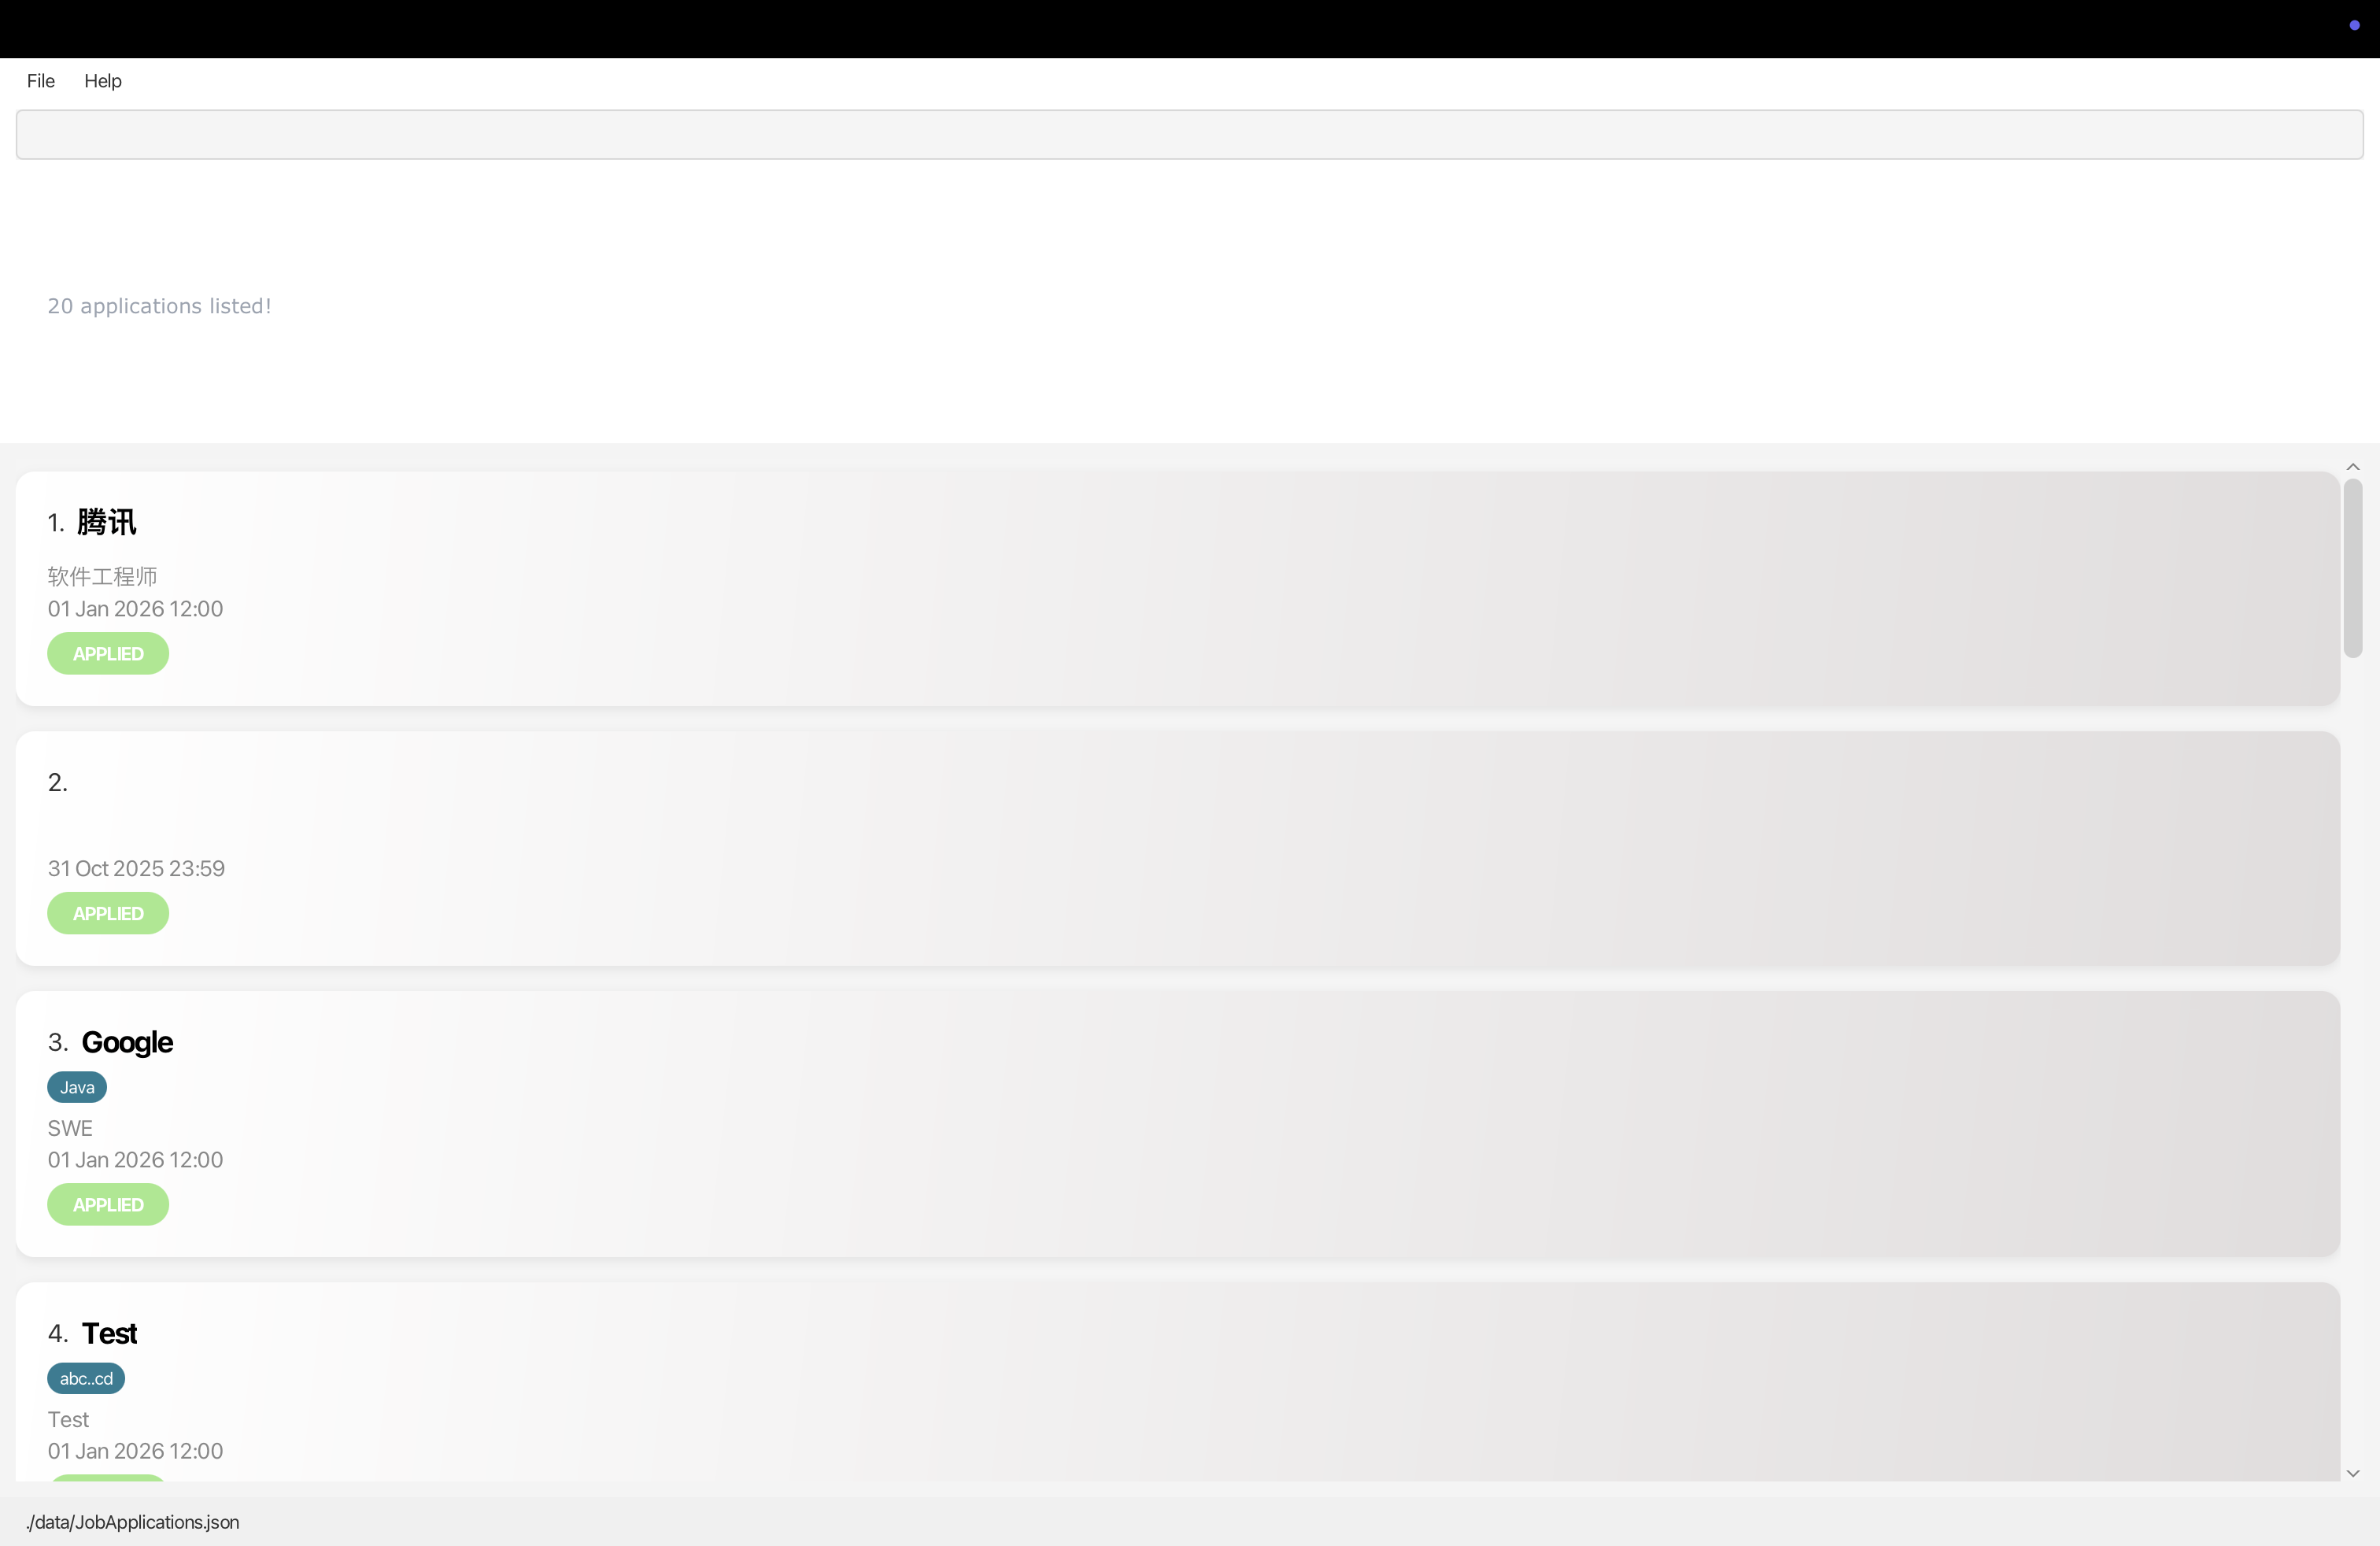 File Help
20 applications listed!
1. 腾讯
软件工程师
01 Jan 2026 12:00
APPLIED
2.
31 Oct 2025 23:59
APPLIED
3. Google
Java
SWE
01 Jan 2026 12:00
APPLIED
4. Test
abc..cd
Test
01 Jan 2026 12:00
./data/JobApplications.json